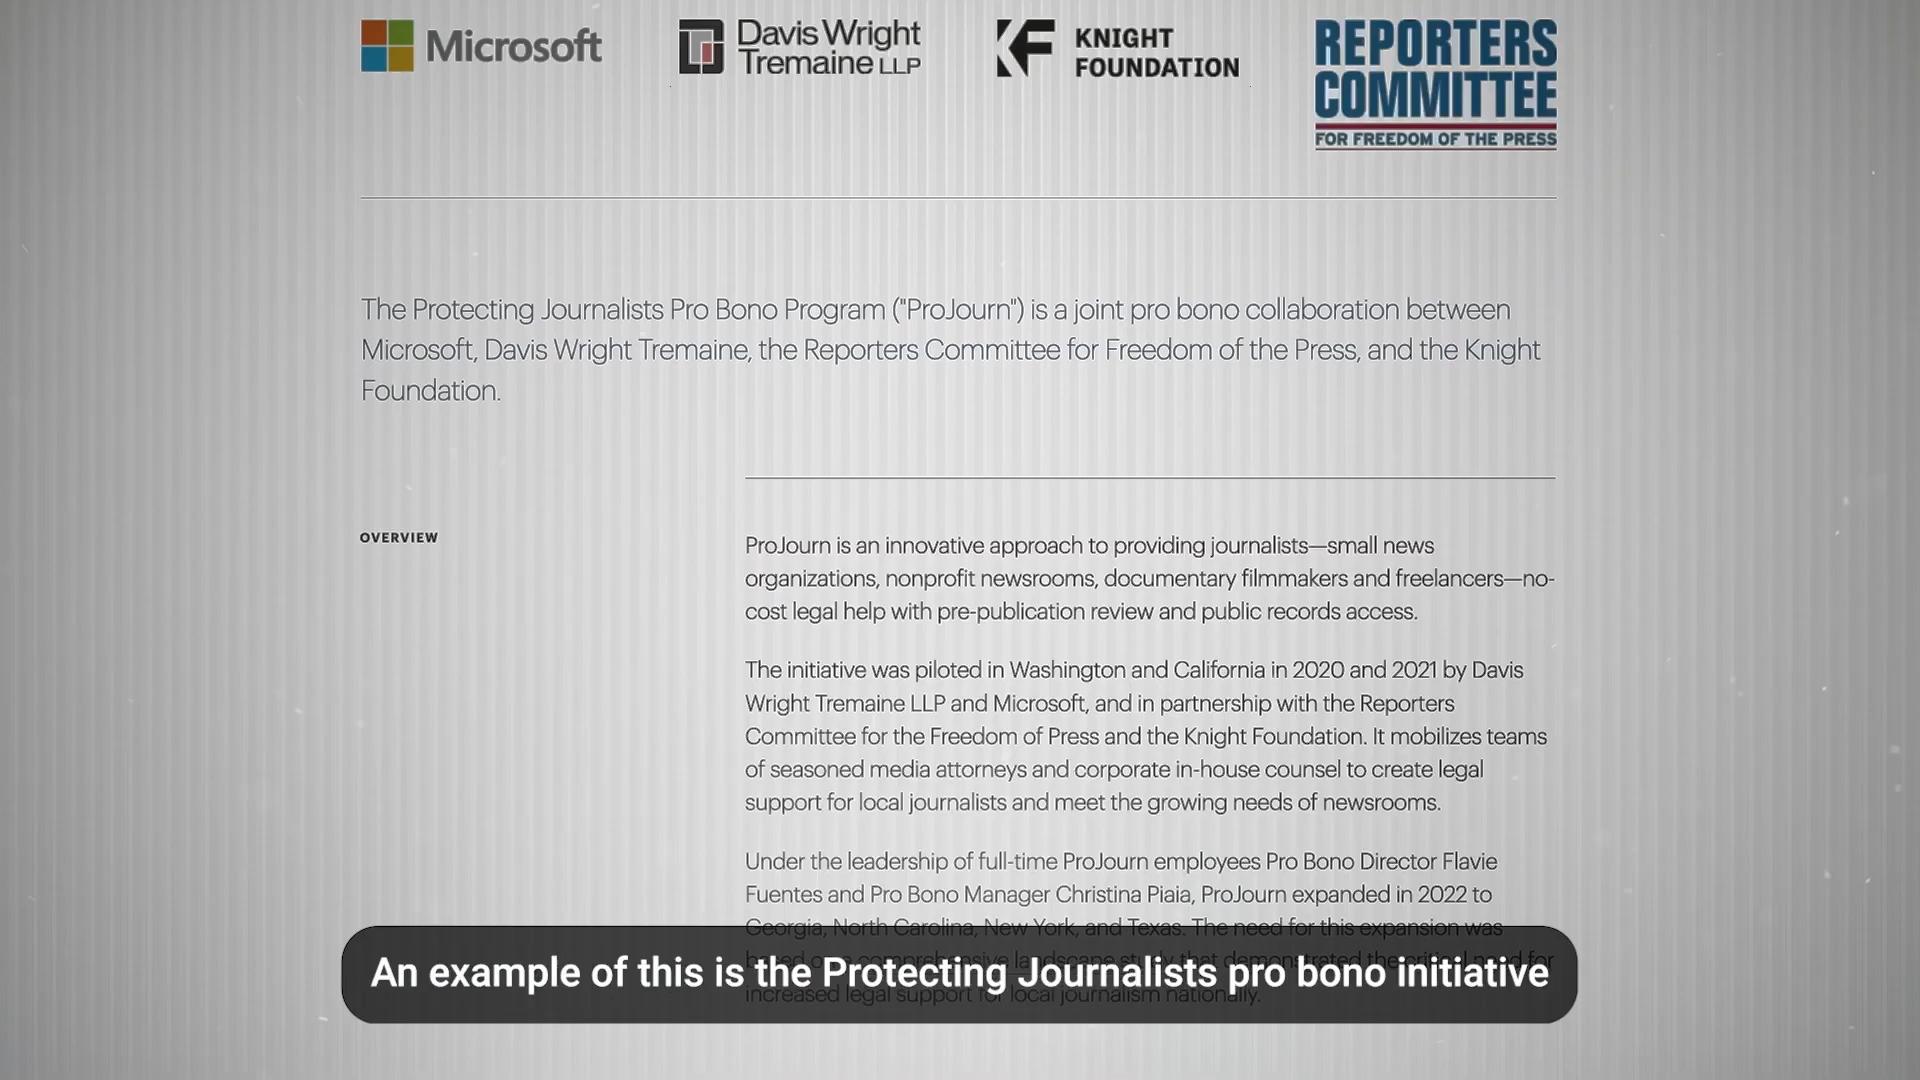 Microsoft
Davis Wright
Tremaine LLP
KNIGHT
FOUNDATION
REPORTERS
COMMITTEE
FOR FREEDOM OF THE PRESS
The Protecting Journalists Pro Bono Program ("ProJourn") is a joint pro bono collaboration between
Microsoft, Davis Wright Tremaine, the Reporters Committee for Freedom of the Press, and the Knight
Foundation.
OVERVIEW
ProJourn is an innovative approach to providing journalists—small news
organizations, nonprofit newsrooms, documentary filmmakers and freelancers—no-
cost legal help with pre-publication review and public records access.
The initiative was piloted in Washington and California in 2020 and 2021 by Davis
Wright Tremaine LLP and Microsoft, and in partnership with the Reporters
Committee for the Freedom of Press and the Knight Foundation. It mobilizes teams
of seasoned media attorneys and corporate in-house counsel to create legal
support for local journalists and meet the growing needs of newsrooms.
Under the leadership of full-time ProJourn employees Pro Bono Director Flavie
Fuentes and Pro Bono Manager Christina Piaia, ProJourn expanded in 2022 to
Georgia, North Carolina, New York, and Texas. The need for this expansion was
An example of this is the Protecting Journalists pro bono initiative
increased legal support for local journalism nationally.